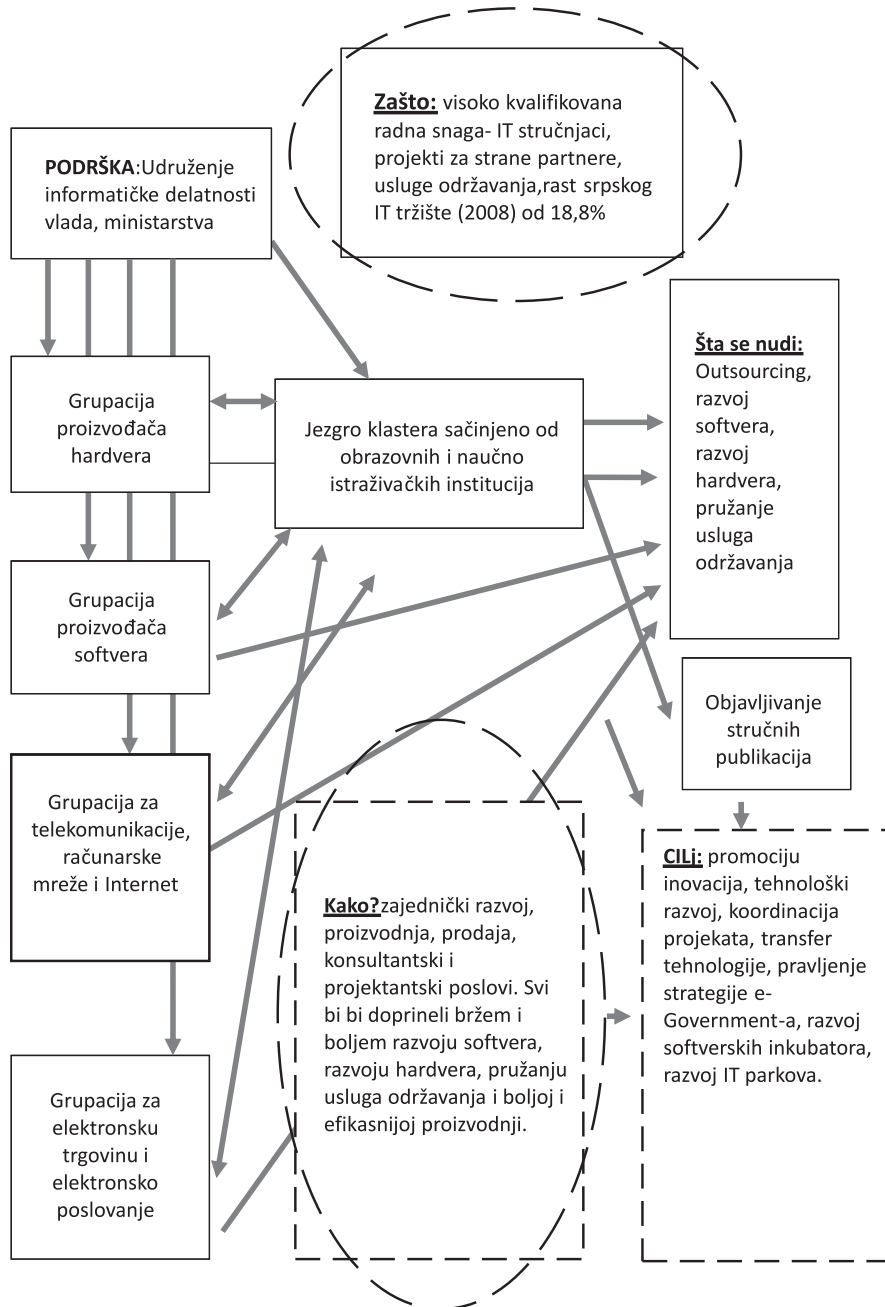 Zašto: visoko kvalifikovana
radna snaga- IT stručnjaci,
projekti za strane partnere,
usluge održavanja,rast srpskog
IT tržište (2008) od 18,8%
PODRŠKA:Udruženje
informatičke delatnosti
vlada, ministarstva
Grupacija
proizvođača
hardvera
Jezgro klastera sačinjeno od
obrazovnih i naučno
istraživačkih institucija
Šta se nudi:
Outsourcing,
razvoj
softvera,
razvoj
hardvera,
pružanje
usluga
održavanja
Grupacija
proizvođača
softvera
Objavljivanje
stručnih
publikacija
Grupacija za
telekomunikacije,
računarske
mreže i Internet
Kako?zajednički razvoj,
proizvodnja, prodaja,
konsultantski i
projektantski poslovi. Svi
bi bi doprineli bržem i
boljem razvoju softvera,
razvoju hardvera, pružanju
usluga održavanja i boljoj i
efikasnijoj proizvodnji.
CILj: promociju
inovacija, tehnološki
razvoj, koordinacija
projekata, transfer
tehnologije, pravljenje
strategije e-
Government-a, razvoj
softverskih inkubatora,
razvoj IT parkova.
Grupacija za
elektronsku
trgovinu i
elektronsko
poslovanje